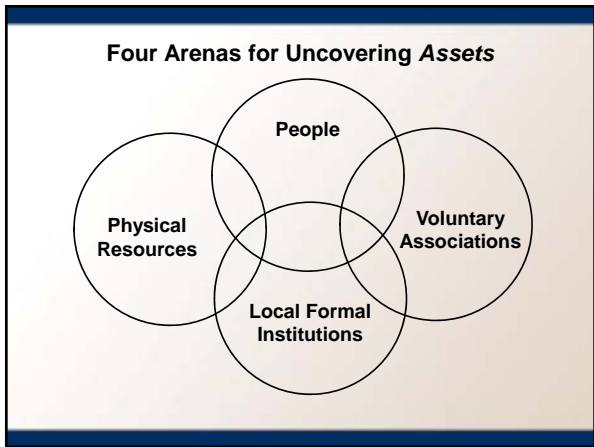 Four Arenas for Uncovering Assets
People
Physical
Resources
Voluntary
Associations
Local Formal
Institutions